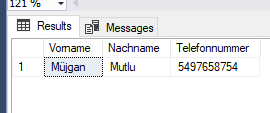 121 %
Results Messages
Vorname Nachname Telefonnummer
1 Müjgan Mutlu 5497658754